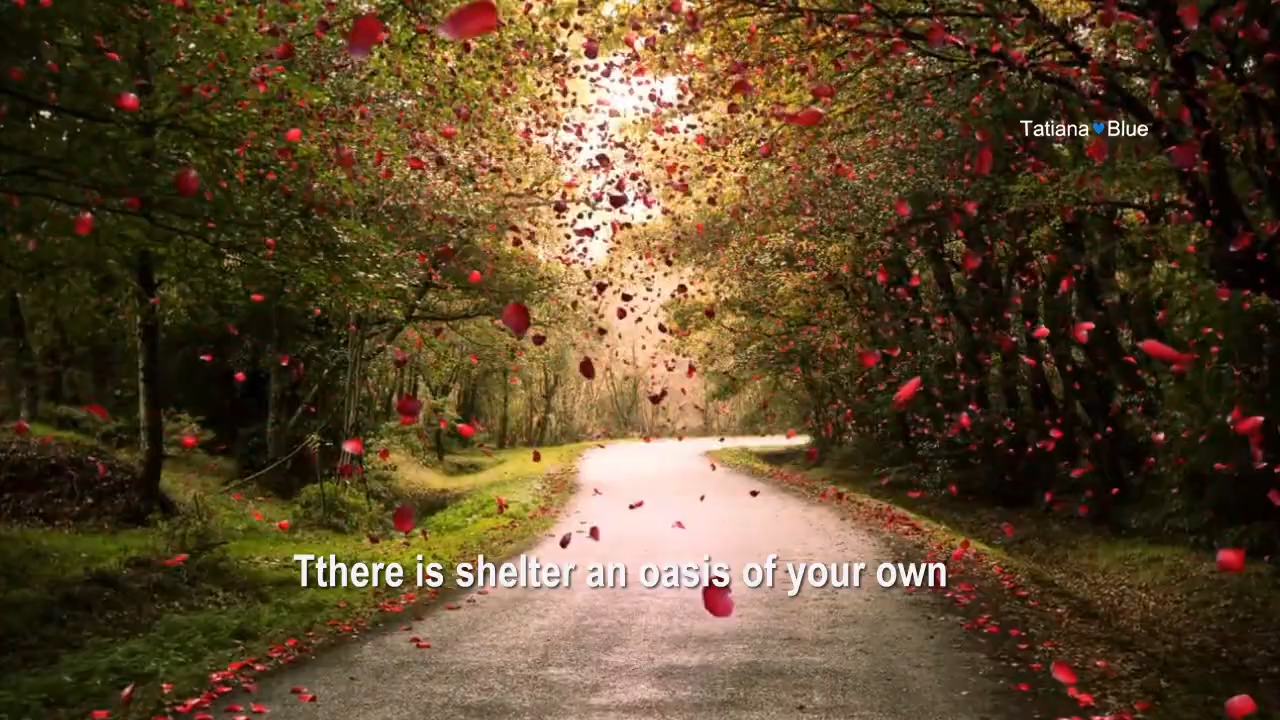 Tatiana💙Blue
Tthere is shelter an oasis of your own